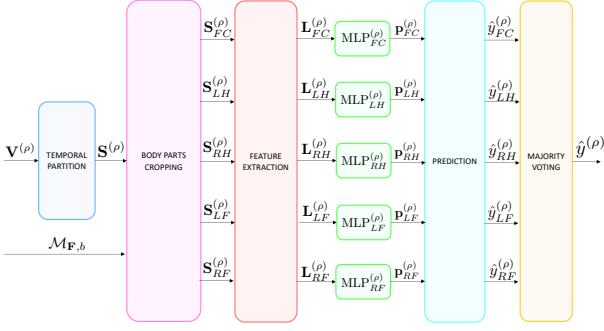 V^(ρ)
TEMPORAL
PARTITION
S^(ρ)
M_F,b
BODY PARTS
CROPPING
S_FC^(ρ)
S_LH^(ρ)
S_RH^(ρ)
S_LF^(ρ)
S_RF^(ρ)
FEATURE
EXTRACTION
L_FC^(ρ)
L_LH^(ρ)
L_RH^(ρ)
L_LF^(ρ)
L_RF^(ρ)
MLP_FC^(ρ)
MLP_LH^(ρ)
MLP_RH^(ρ)
MLP_LF^(ρ)
MLP_RF^(ρ)
p_FC^(ρ)
p_LH^(ρ)
p_RH^(ρ)
p_LF^(ρ)
p_RF^(ρ)
PREDICTION
ŷ_FC^(ρ)
ŷ_LH^(ρ)
ŷ_RH^(ρ)
ŷ_LF^(ρ)
ŷ_RF^(ρ)
MAJORITY
VOTING
ŷ^(ρ)